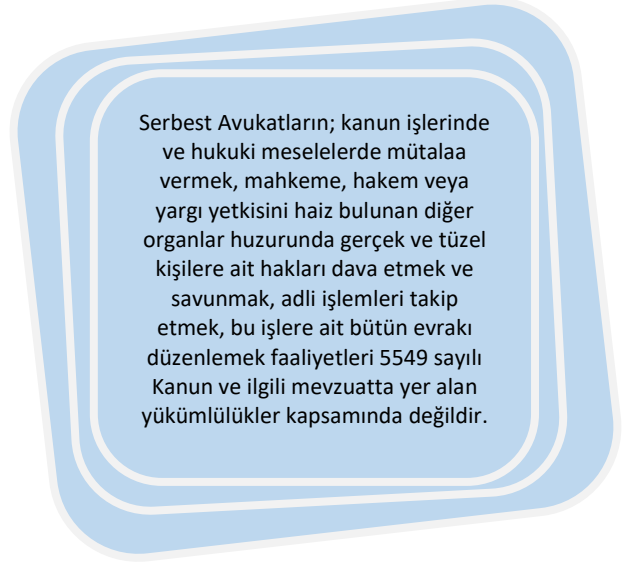 Serbest Avukatların; kanun işlerinde
ve hukuki meselelerde mütalaa
vermek, mahkeme, hakem veya
yargı yetkisini haiz bulunan diğer
organlar huzurunda gerçek ve tüzel
kişilere ait hakları dava etmek ve
savunmak, adli işlemleri takip
etmek, bu işlere ait bütün evrakı
düzenlemek faaliyetleri 5549 sayılı
Kanun ve ilgili mevzuatta yer alan
yükümlülükler kapsamında değildir.